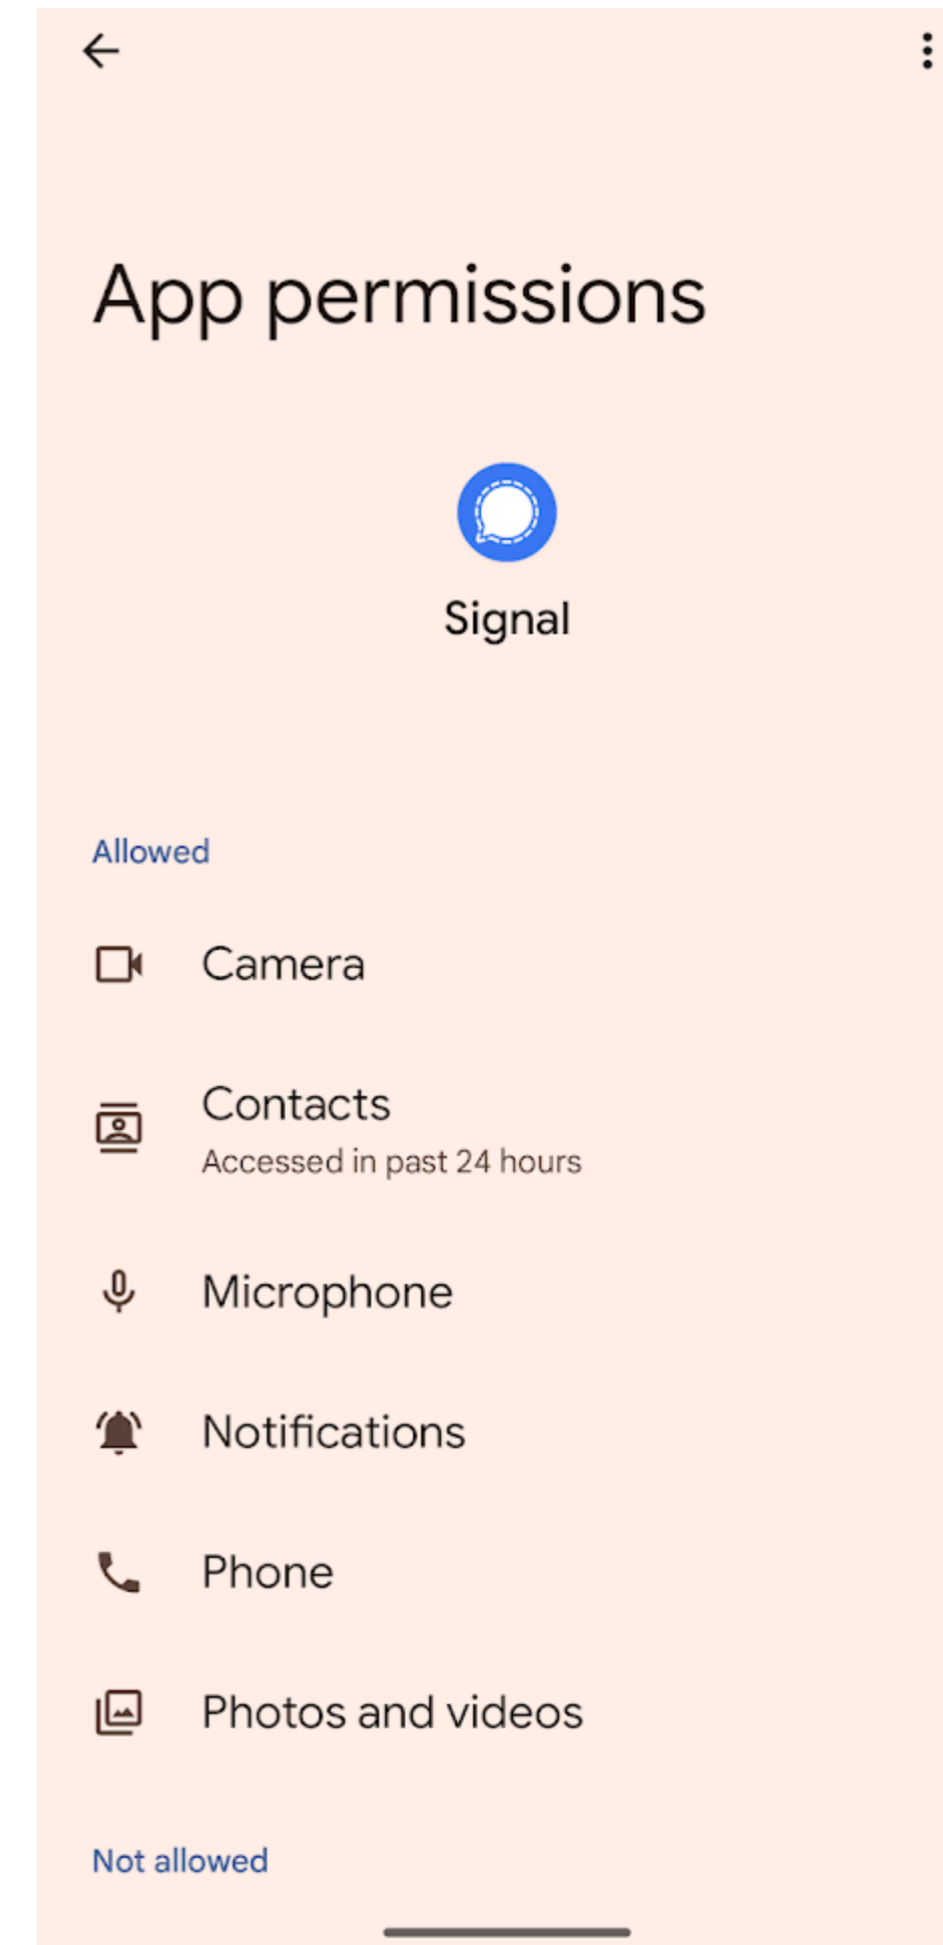 App permissions
Signal
Allowed
Camera
Contacts
Accessed in past 24 hours
Microphone
Notifications
Phone
Photos and videos
Not allowed